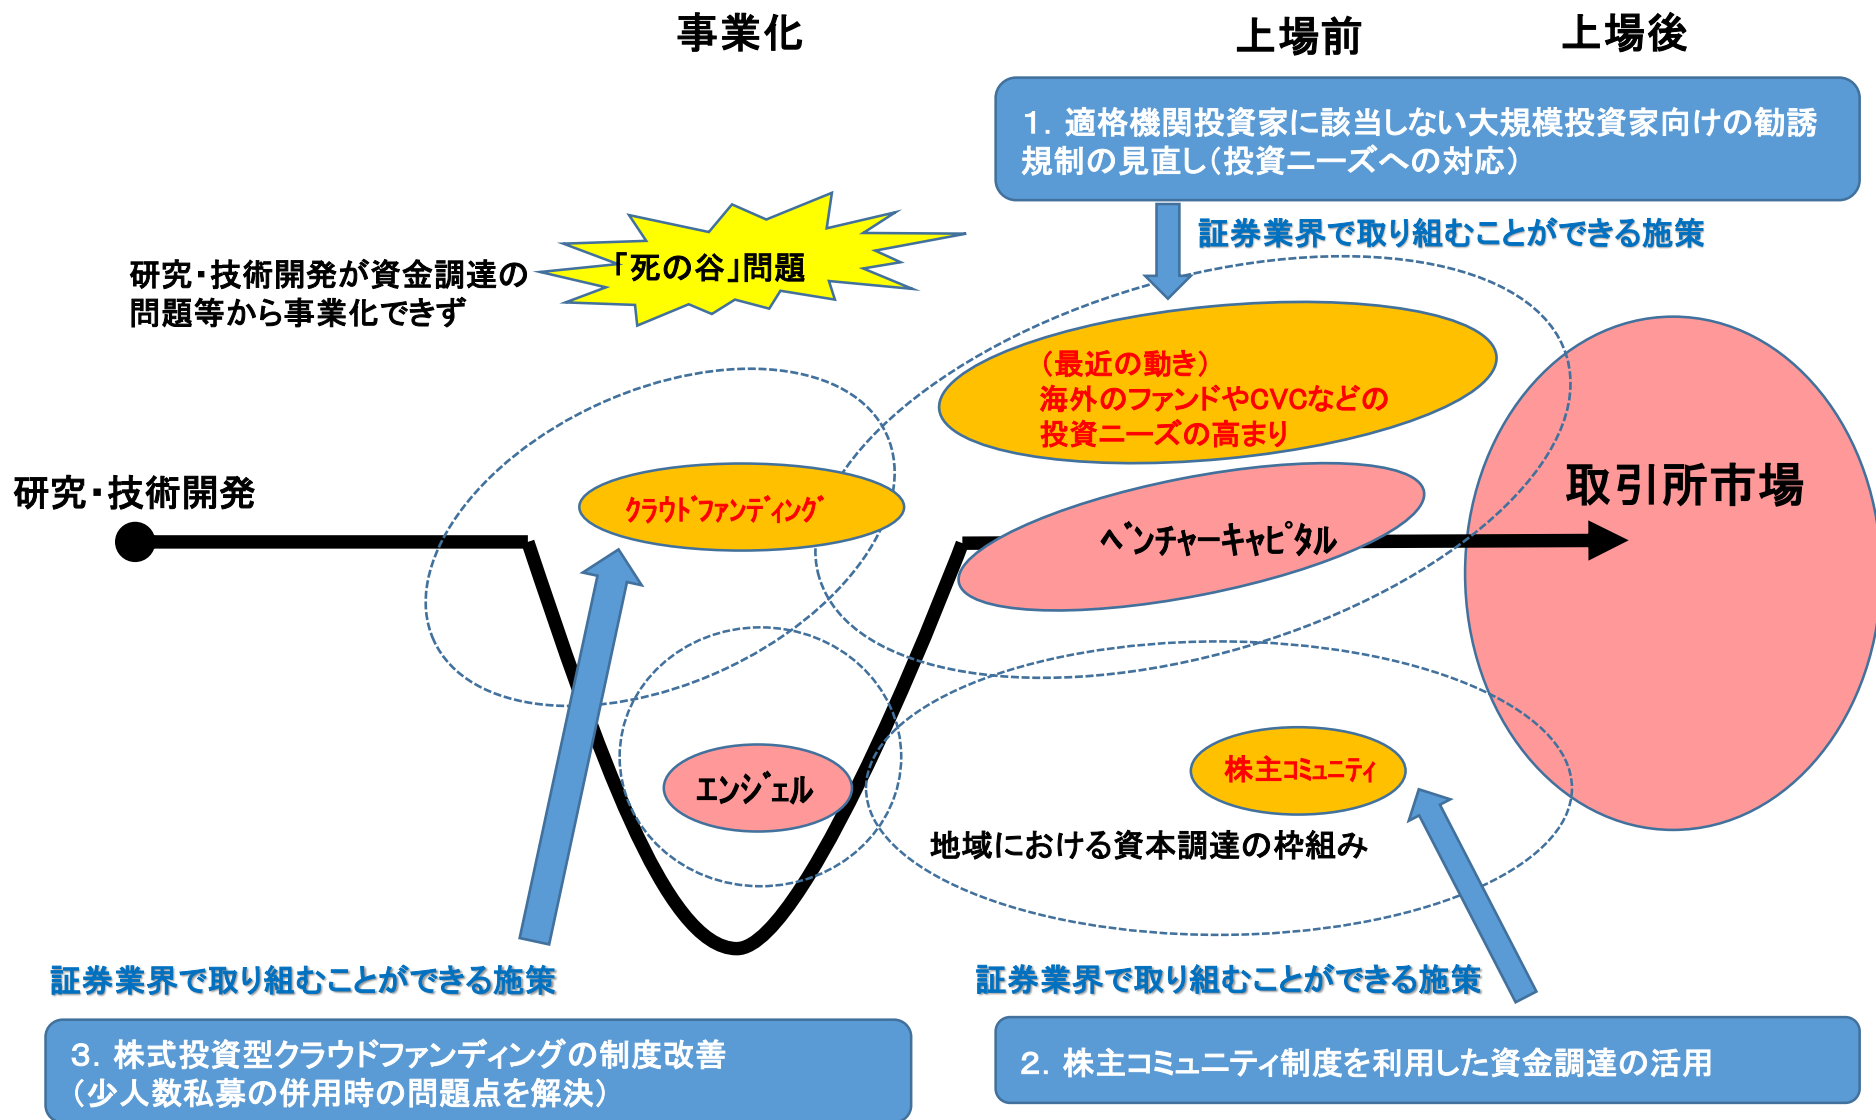 事業化
上場前
上場後
1. 適格機関投資家に該当しない大規模投資家向けの勧誘
規制の見直し(投資ニーズへの対応)
証券業界で取り組むことができる施策
「死の谷」問題
研究・技術開発が資金調達の
問題等から事業化できず
(最近の動き)
海外のファンドやCVCなどの
投資ニーズの高まり
研究・技術開発
クラウドファンディング
ベンチャーキャピタル
取引所市場
エンジェル
株主コミュニティ
地域における資本調達の枠組み
証券業界で取り組むことができる施策
証券業界で取り組むことができる施策
3. 株式投資型クラウドファンディングの制度改善
(少人数私募の併用時の問題点を解決)
2. 株主コミュニティ制度を利用した資金調達の活用